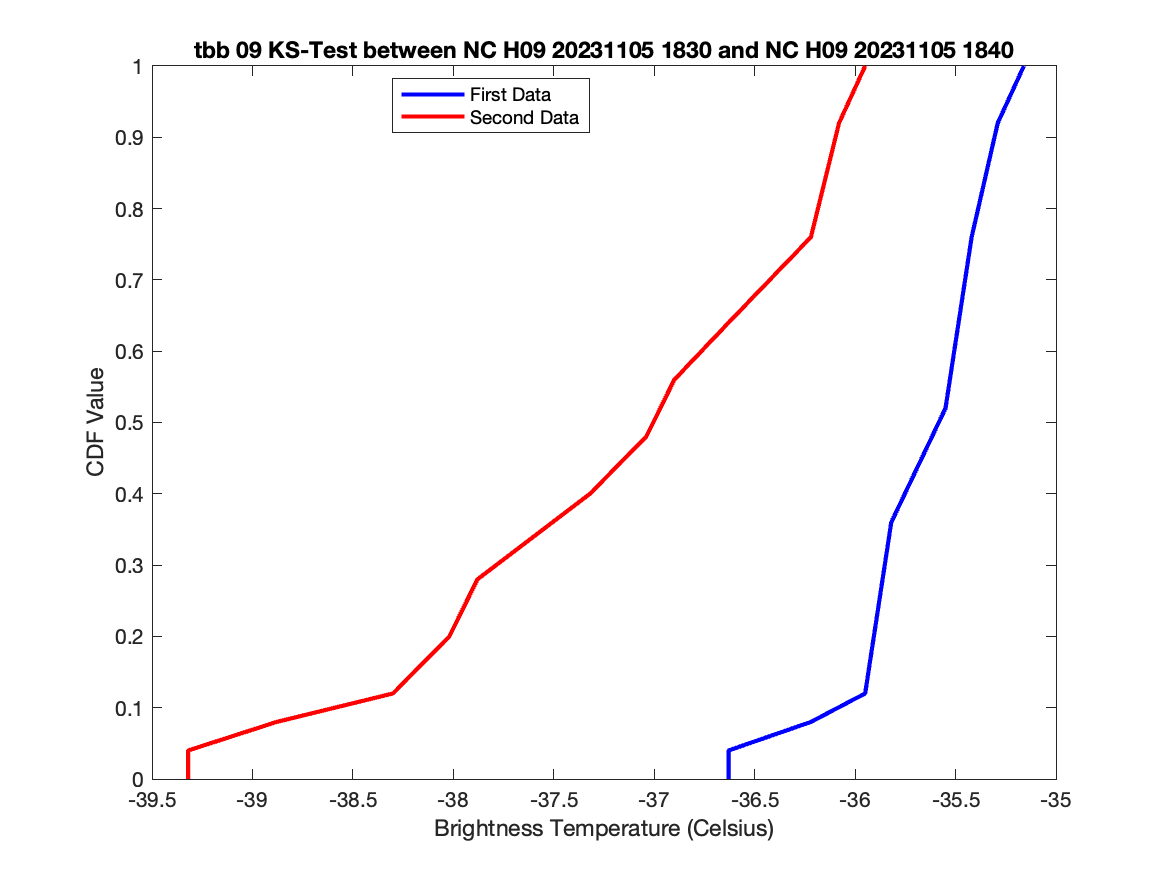 tbb 09 KS-Test between NC H09 20231105 1830 and NC H09 20231105 1840
First Data
Second Data
1
0.9
0.8
0.7
0.6
0.5
0.4
0.3
0.2
0.1
0
CDF Value
-39.5 -39 -38.5 -38 -37.5 -37 -36.5 -36 -35.5 -35
Brightness Temperature (Celsius)